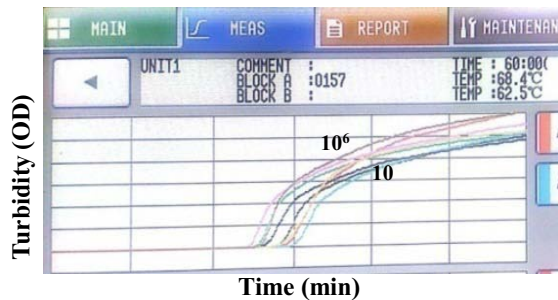 MAIN MEAS REPORT MAINTENAN
UNIT1 COMMENT : TIME : 60:00(
BLOCK A :0157 TEMP :68.4℃
BLOCK B : TEMP :62.5℃
10⁶
10
Turbidity (OD)
Time (min)